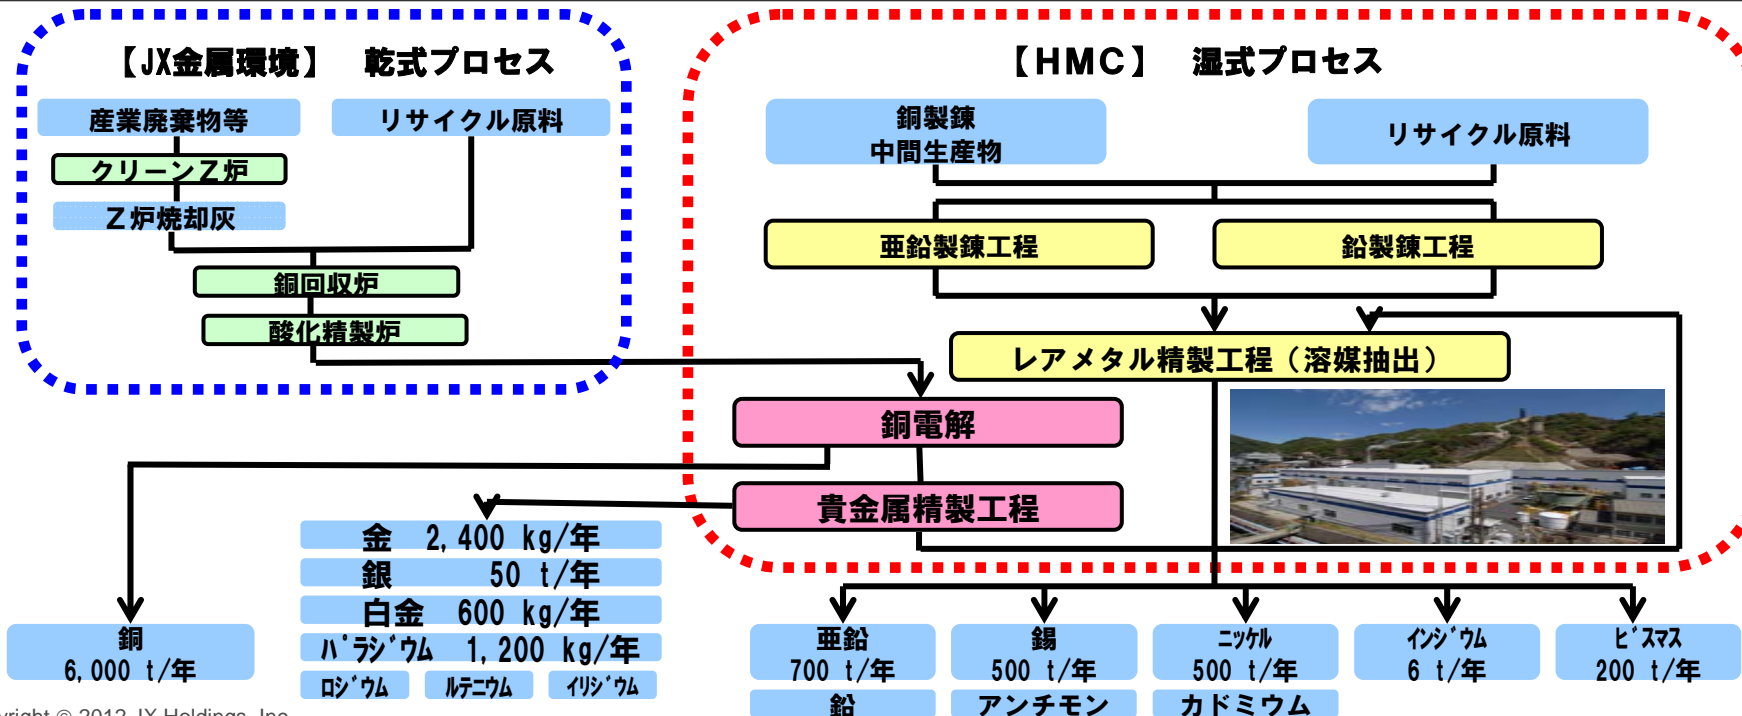 【JX金属環境】 乾式プロセス
産業廃棄物等
リサイクル原料
クリーンZ炉
Z炉焼却灰
銅回収炉
酸化精製炉
【HMC】 湿式プロセス
銅製錬
中間生産物
リサイクル原料
亜鉛製錬工程
鉛製錬工程
レアメタル精製工程（溶媒抽出）
銅電解
貴金属精製工程
金 2,400 kg/年
銀 50 t/年
白金 600 kg/年
ﾊﾟﾗｼﾞｳﾑ 1,200 kg/年
ﾛｼﾞｳﾑ
ﾙﾃﾆｳﾑ
ｲﾘｼﾞｳﾑ
銅
6,000 t/年
亜鉛
700 t/年
錫
500 t/年
ﾆｯｹﾙ
500 t/年
ｲﾝｼﾞｳﾑ
6 t/年
ﾋﾞｽﾏｽ
200 t/年
鉛
アンチモン
カドミウム
yright © 2012 JX Holdings, Inc.